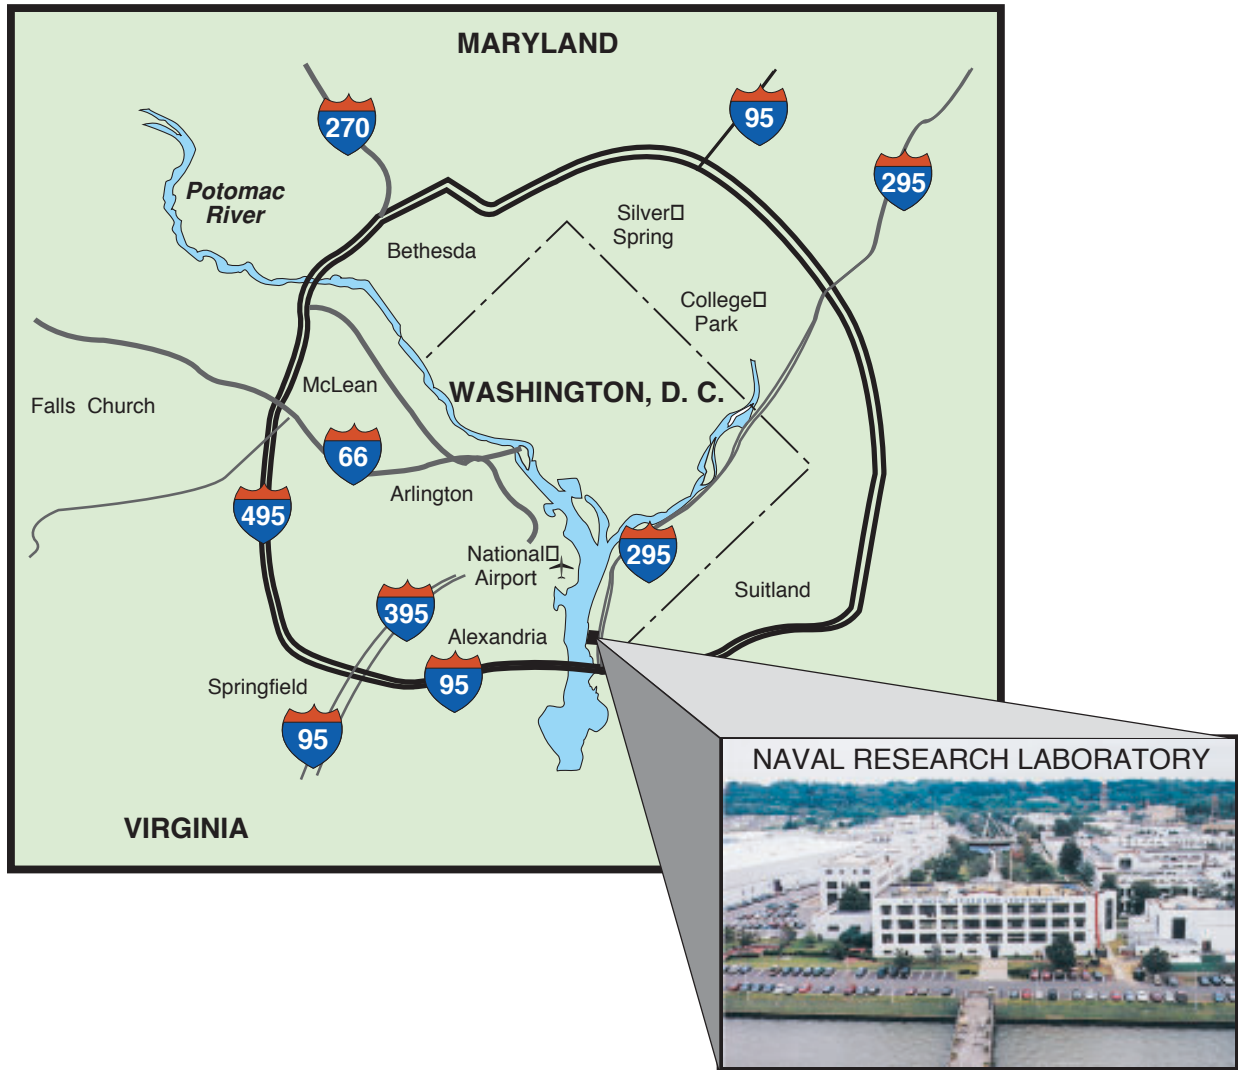 MARYLAND
270
95
295
Potomac
River
Silver
Spring
Bethesda
College
Park
McLean
WASHINGTON, D. C.
Falls Church
66
Arlington
495
National
Airport
295
Suitland
395
Alexandria
Springfield
95
95
VIRGINIA
NAVAL RESEARCH LABORATORY